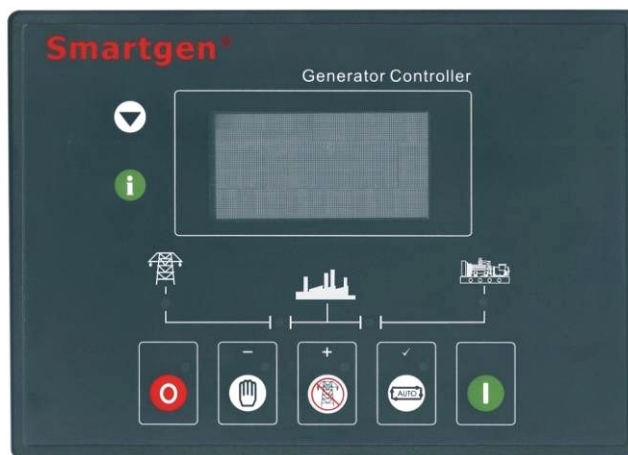 Smartgen®
Generator Controller
i
− + ✓
O AUTO I